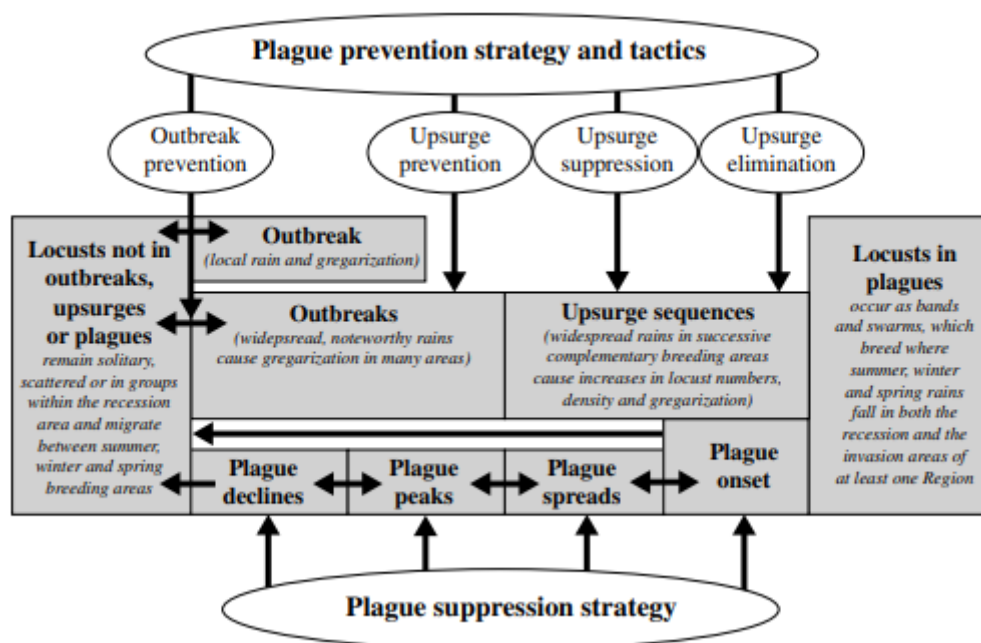 Plague prevention strategy and tactics
Outbreak
prevention
Upsurge
prevention
Upsurge
suppression
Upsurge
elimination
Locusts not in
outbreaks,
upsurges
or plagues
remain solitary,
scattered or in groups
within the recession
area and migrate
between summer,
winter and spring
breeding areas
Outbreak
(local rain and gregarization)
Outbreaks
(widepsread, noteworthy rains
cause gregarization in many areas)
Upsurge sequences
(widespread rains in successive
complementary breeding areas
cause increases in locust numbers,
density and gregarization)
Locusts in
plagues
occur as bands
and swarms, which
breed where
summer, winter
and spring rains
fall in both the
recession and the
invasion areas of
at least one Region
Plague
declines
Plague
peaks
Plague
spreads
Plague
onset
Plague suppression strategy